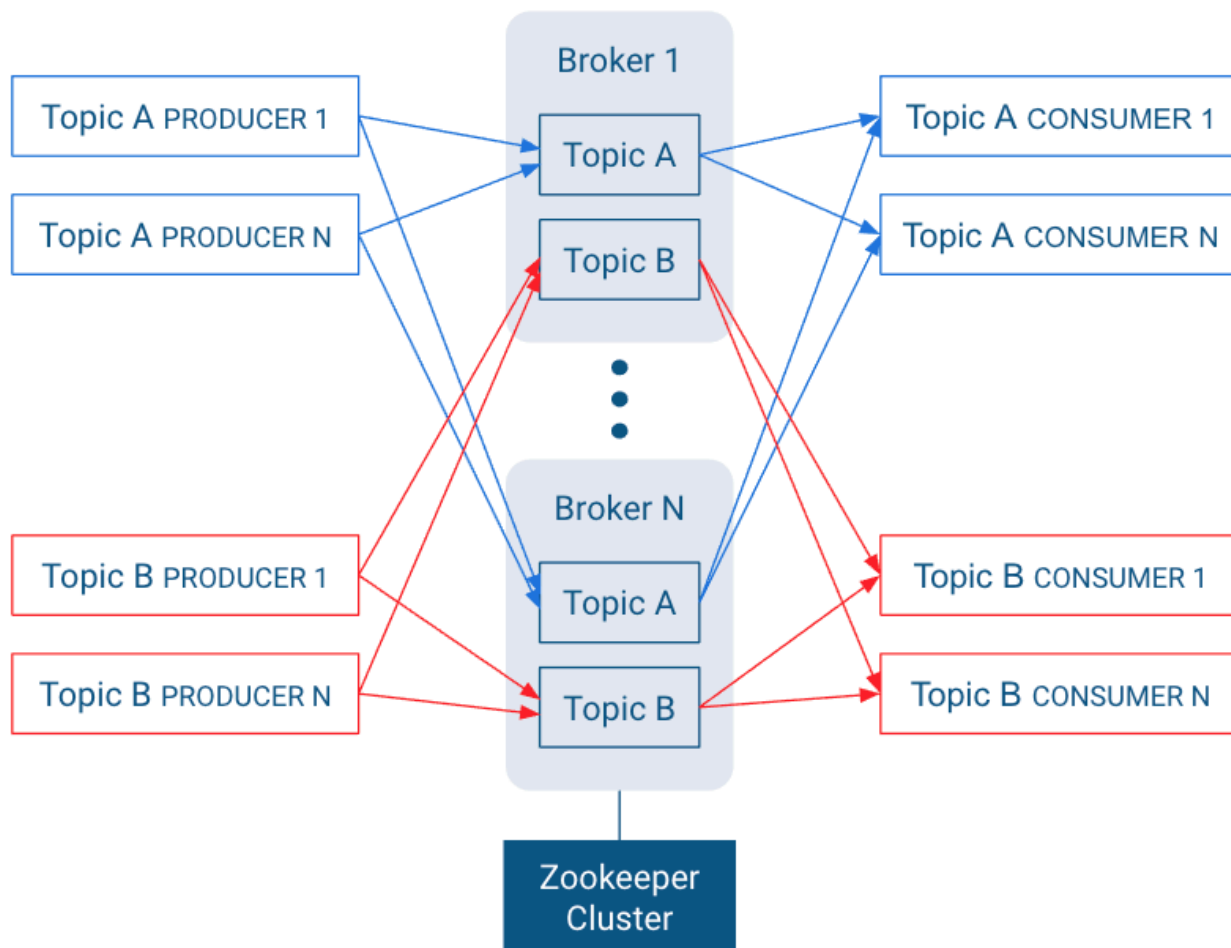 Broker 1
Topic A PRODUCER 1
Topic A
Topic A CONSUMER 1
Topic A PRODUCER N
Topic B
Topic A CONSUMER N
Broker N
Topic B PRODUCER 1
Topic A
Topic B CONSUMER 1
Topic B PRODUCER N
Topic B
Topic B CONSUMER N
Zookeeper
Cluster